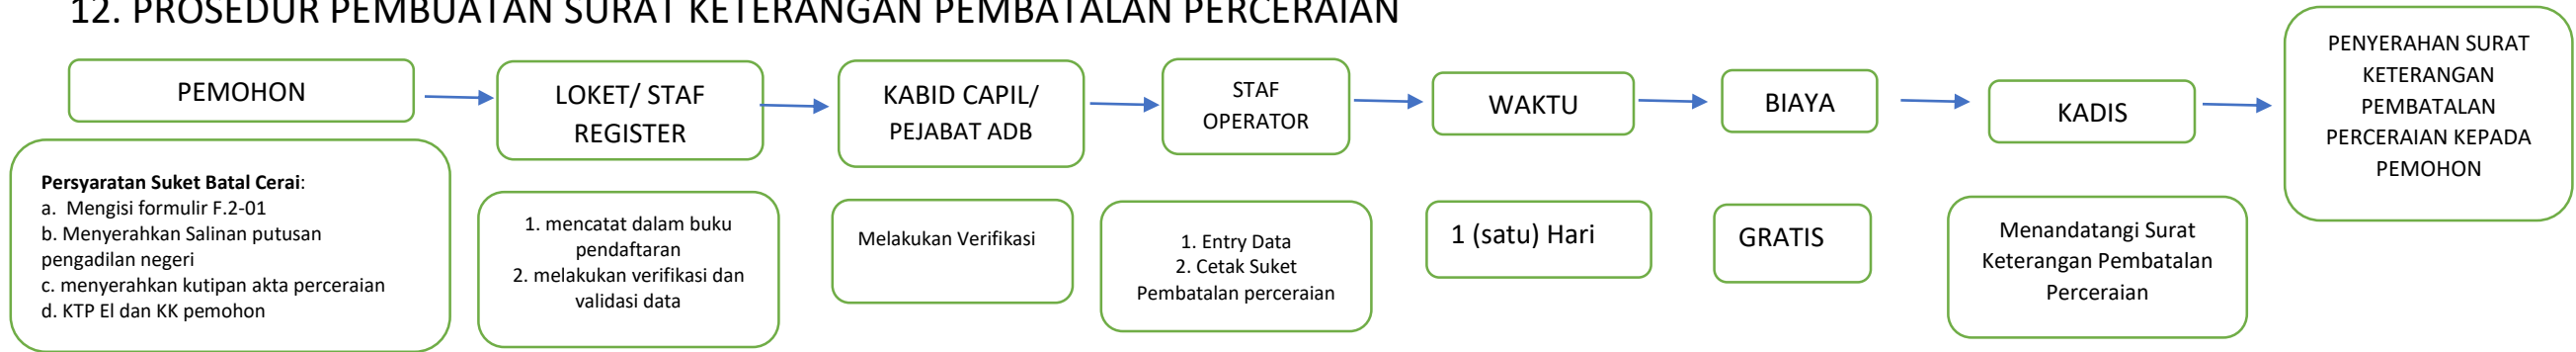 12. PROSEDUR PEMBUATAN SURAT KETERANGAN PEMBATALAN PERCERAIAN
PEMOHON
LOKET/ STAF
REGISTER
KABID CAPIL/
PEJABAT ADB
STAF
OPERATOR
WAKTU
BIAYA
KADIS
PENYERAHAN SURAT
KETERANGAN
PEMBATALAN
PERCERAIAN KEPADA
PEMOHON
Persyaratan Suket Batal Cerai:
a. Mengisi formulir F.2-01
b. Menyerahkan Salinan putusan
pengadilan negeri
c. menyerahkan kutipan akta perceraian
d. KTP El dan KK pemohon
1. mencatat dalam buku
pendaftaran
2. melakukan verifikasi dan
validasi data
Melakukan Verifikasi
1. Entry Data
2. Cetak Suket
Pembatalan perceraian
1 (satu) Hari
GRATIS
Menandatangi Surat
Keterangan Pembatalan
Perceraian